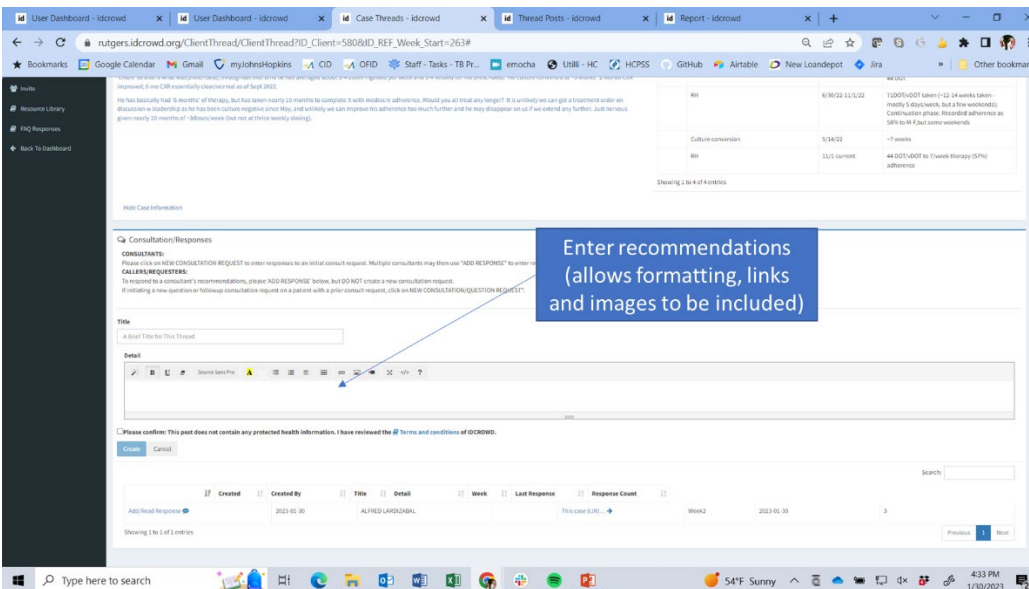 User Dashboard - idcrowd
User Dashboard - idcrowd
Case Threads - idcrowd
Thread Posts - idcrowd
Report - idcrowd
rutgers.idcrowd.org/ClientThread/ClientThread?ID_Client=580&ID_REF_Week_Start=263#
Bookmarks Google Calendar Gmail myJohnsHopkins CID OFID Staff - Tasks - TB Pr... emocha Utilli - HC HCPSS GitHub Airtable New Loandepot Jira » Other bookmar
Invite
Resource Library
FAQ Responses
Back To Dashboard
improved; 6 mo CXR essentially clear/normal as of Sept 2022.
He has basically had '6 months' of therapy, but has taken nearly 10 months to complete it with mediocre adherence. Would you all treat any longer? It is unlikely we can get a treatment order on
discussion w leadership as he has been culture negative since May, and unlikely we can improve his adherence too much further and he may disappear on us if we extend any further. Just nervous
given nearly 10 months of ~3doses/week (but not at thrice weekly dosing).
44 DOT
RH 6/30/22-11/1/22 71DOT/vDOT taken (~12-14 weeks taken-
mostly 5 days/week, but a few weekends);
Continuation phase. Recorded adherence as
58% to M-F, but some weekends
Culture conversion 5/14/22 ~7 weeks
RH 11/1-current 44 DOT/vDOT to 7/week therapy (57%)
adherence
Showing 1 to 4 of 4 entries
Hide Case Information
Consultation/Responses
CONSULTANTS:
Please click on NEW CONSULTATION REQUEST to enter responses to an initial consult request. Multiple consultants may then use "ADD RESPONSE" to enter
CALLERS/REQUESTERS:
To respond to a consultant's recommendations, please 'ADD RESPONSE' below, but DO NOT create a new consultation request.
If initiating a new question or followup consultation request on a patient with a prior consult request, click on NEW CONSULTATION/QUESTION REQUEST".
Enter recommendations
(allows formatting, links
and images to be included)
Title
A Brief Title for This Thread
Detail
B U Source Sans Pro A </> ?
Please confirm: This post does not contain any protected health information. I have reviewed the Terms and conditions of IDCROWD.
Create Cancel
Search:
Created Created By Title Detail Week Last Response Response Count
Add/Read Response 2023-01-30 ALFRED LARDIZABAL This case (IJN)... Week2 2023-01-30 3
Showing 1 to 1 of 1 entries
Previous 1 Next
Type here to search
54°F Sunny
4:33 PM
1/30/2023